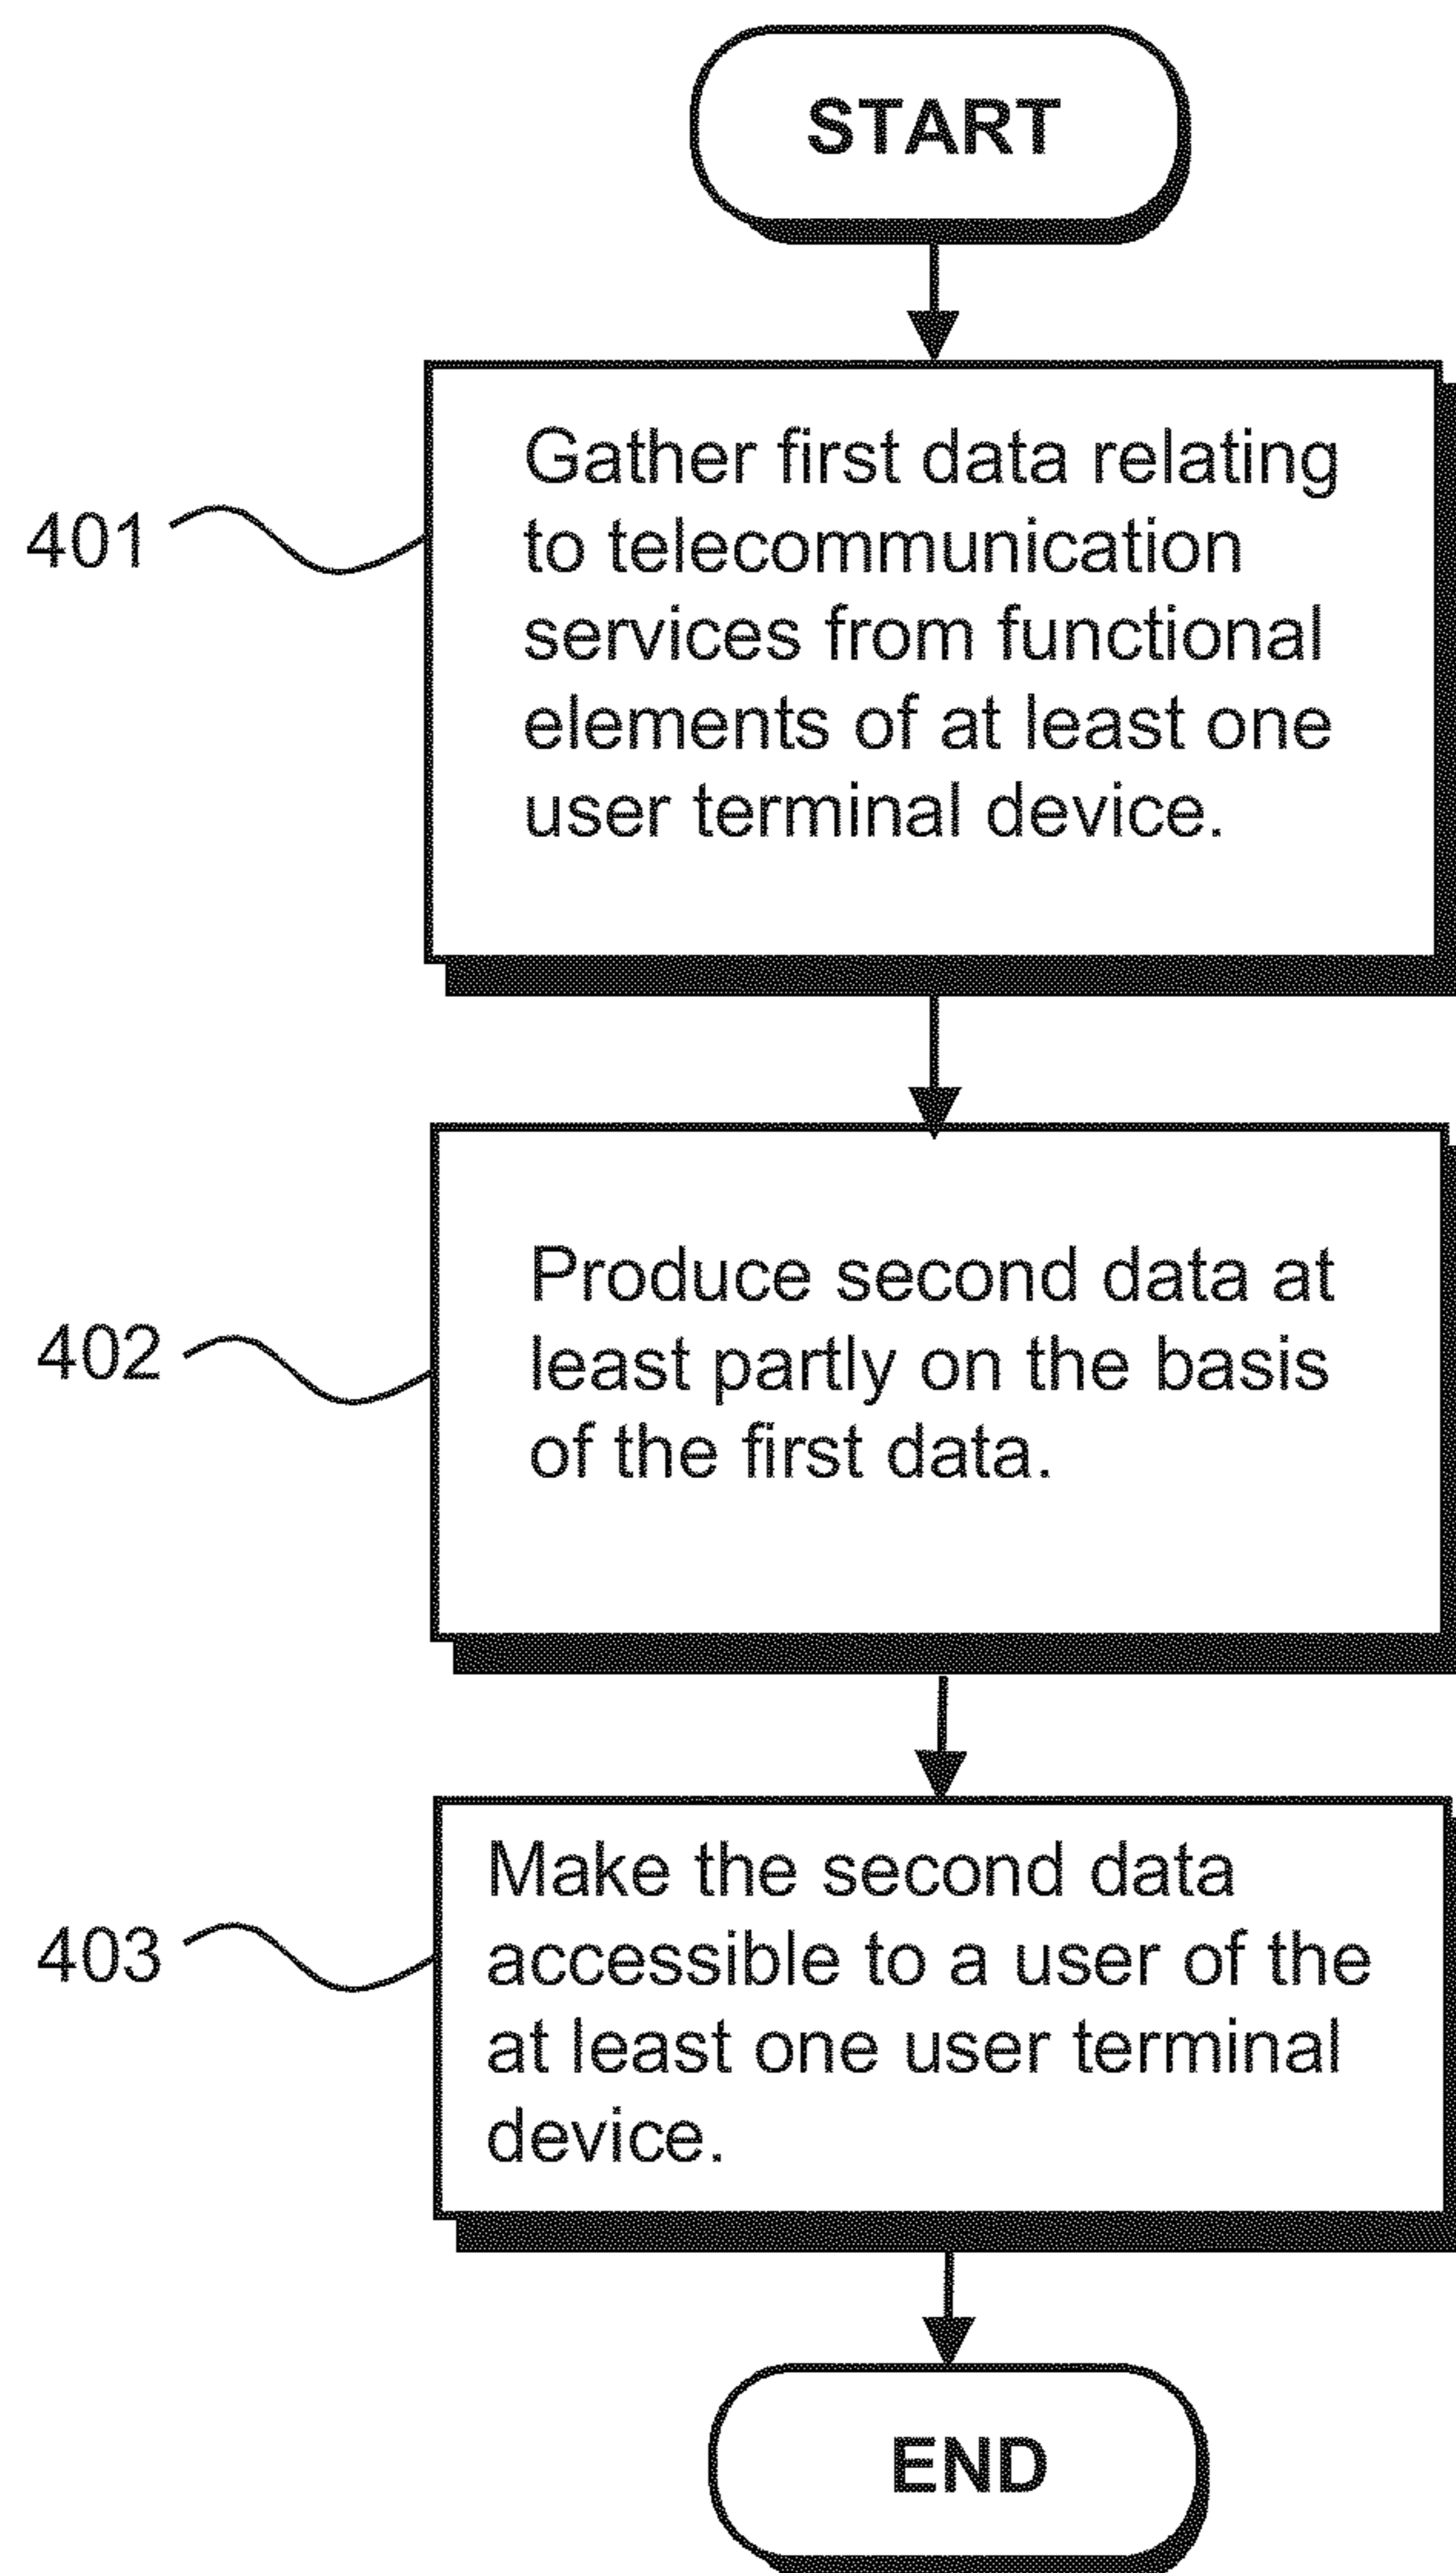 START
401
Gather first data relating
to telecommunication
services from functional
elements of at least one
user terminal device.
402
Produce second data at
least partly on the basis
of the first data.
403
Make the second data
accessible to a user of the
at least one user terminal
device.
END